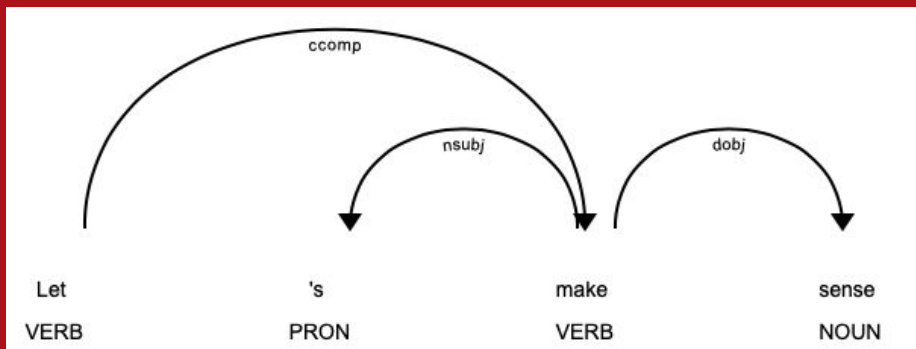 ccomp
nsubj dobj
Let 's make sense
VERB PRON VERB NOUN